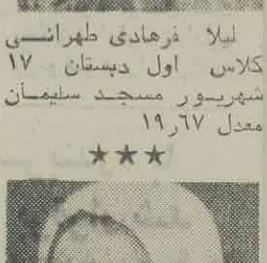 لیلا فرهادی طهرانی
کلاس اول دبستان ۱۷
شهریور مسجد سلیمان
معدل ۱۹٫۶۷
★★★